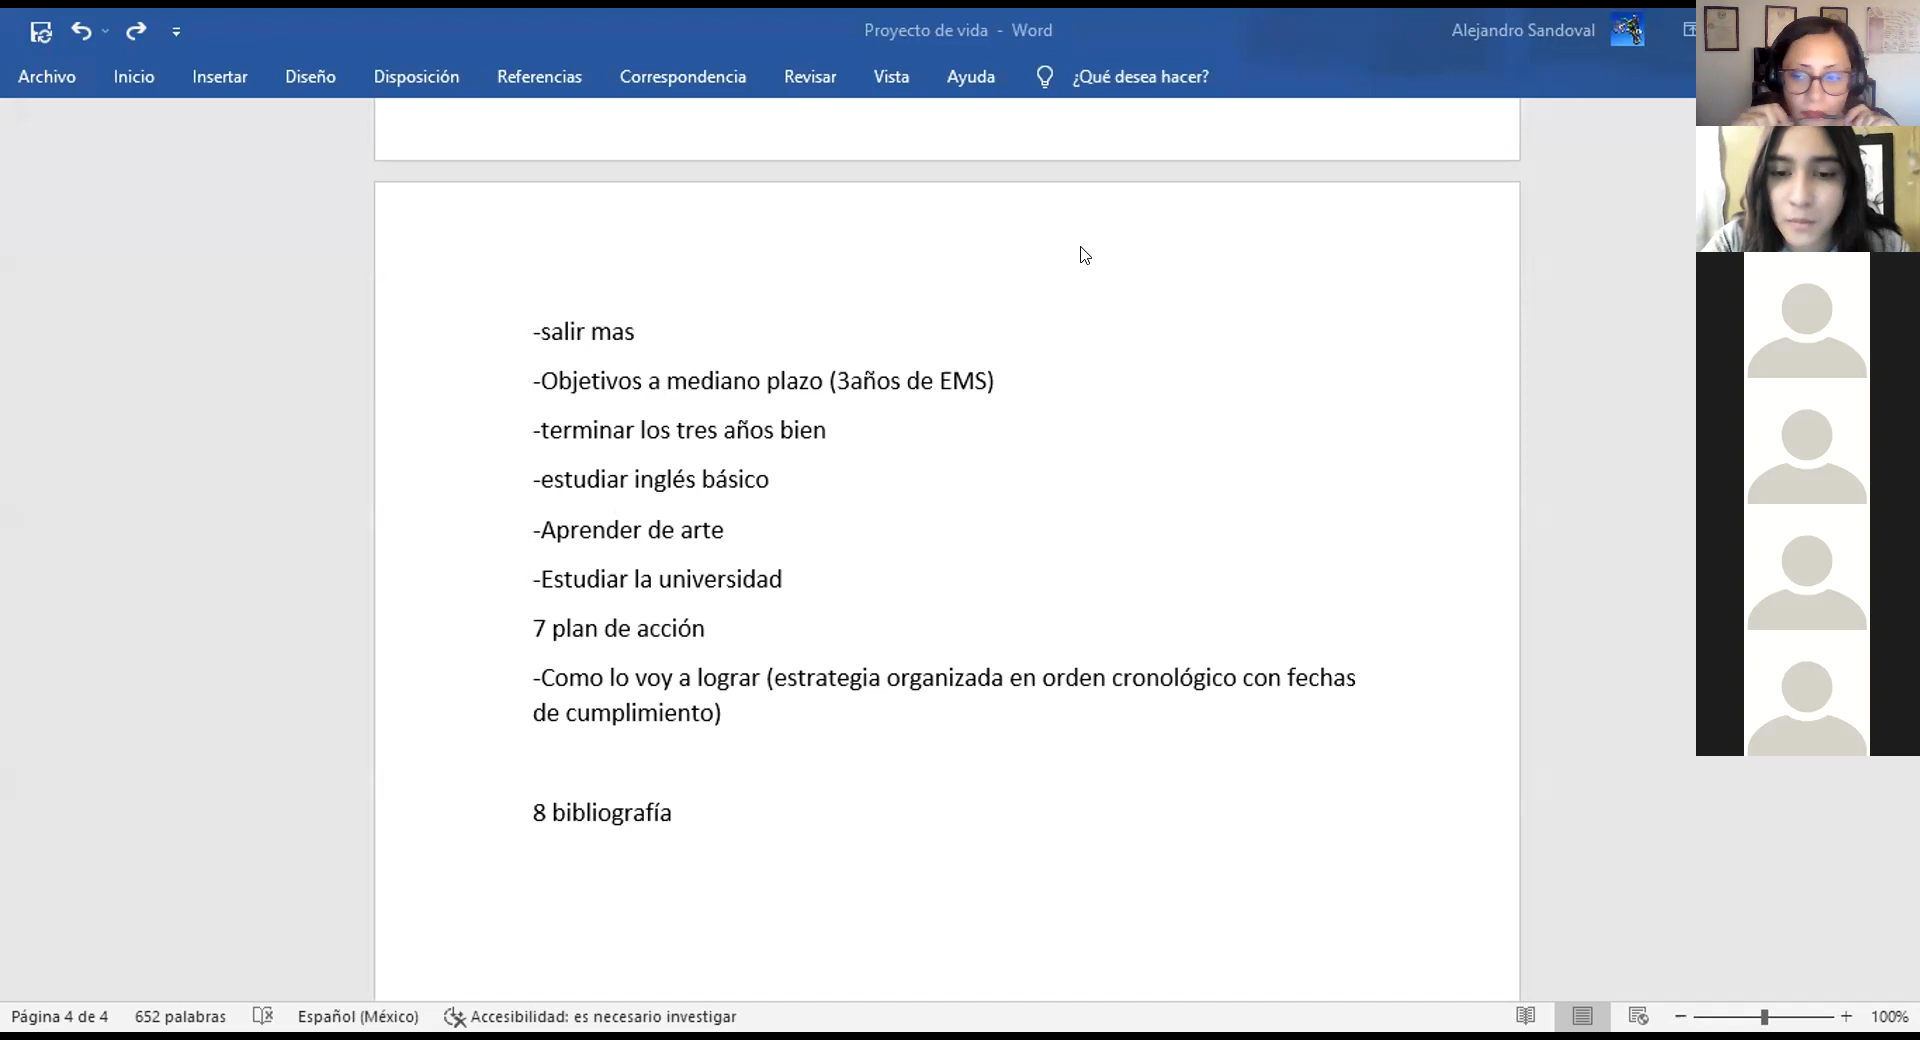 Proyecto de vida - Word
Alejandro Sandoval
Archivo Inicio Insertar Diseño Disposición Referencias Correspondencia Revisar Vista Ayuda ¿Qué desea hacer?
-salir mas
-Objetivos a mediano plazo (3años de EMS)
-terminar los tres años bien
-estudiar inglés básico
-Aprender de arte
-Estudiar la universidad
7 plan de acción
-Como lo voy a lograr (estrategia organizada en orden cronológico con fechas
de cumplimiento)
8 bibliografía
Página 4 de 4 652 palabras Español (México) Accesibilidad: es necesario investigar 100%